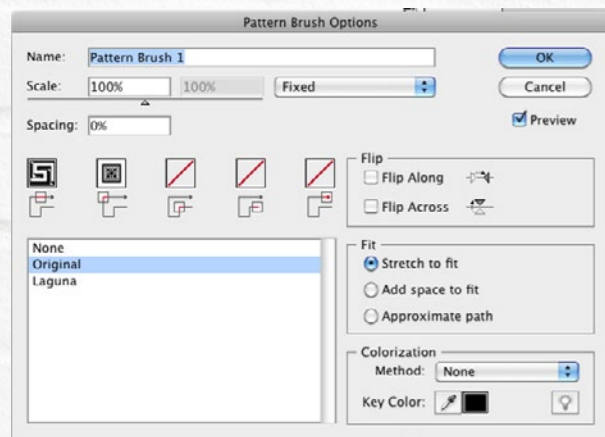 Pattern Brush Options
Name: Pattern Brush 1
OK
Scale: 100% 100% Fixed
Cancel
Spacing: 0%
Preview
Flip
Flip Along
Flip Across
None
Original
Laguna
Fit
Stretch to fit
Add space to fit
Approximate path
Colorization
Method: None
Key Color: